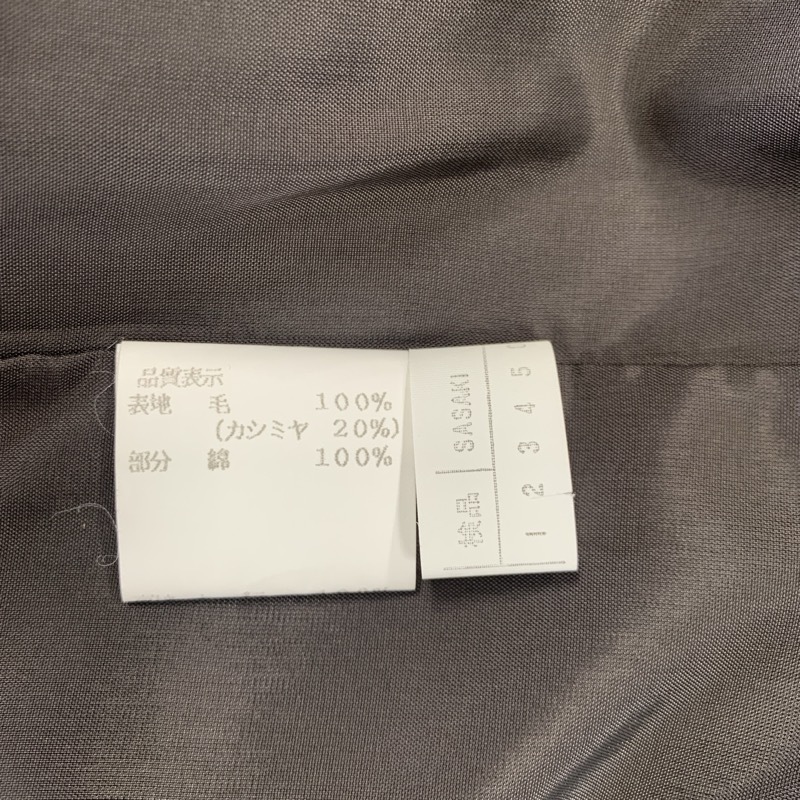 品質表示
表地 毛 100%
(カシミヤ 20%)
部分 綿 100%
検品 SASAKI
1 2 3 4 5